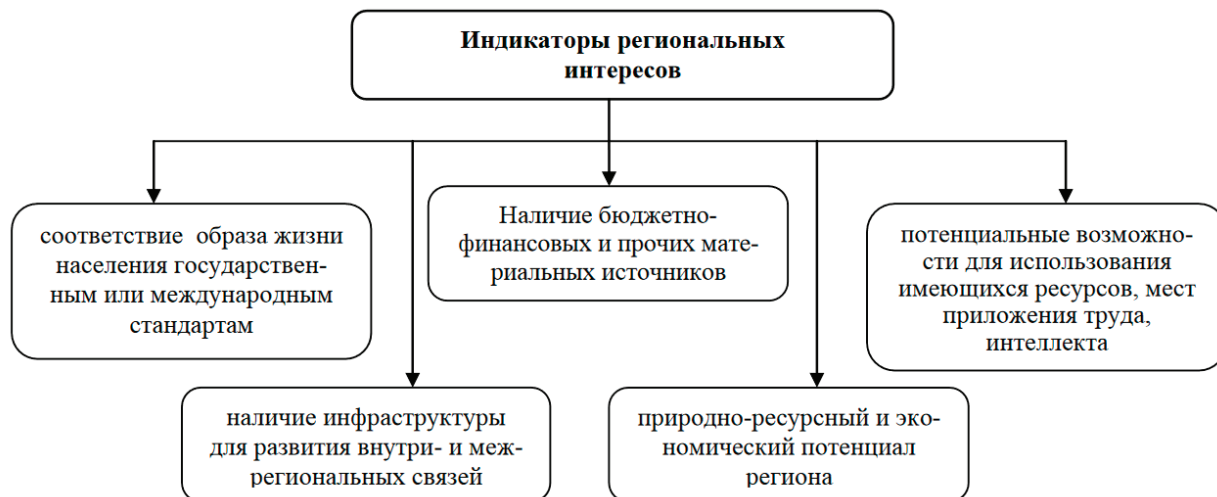 Индикаторы региональных
интересов
соответствие образа жизни
населения государствен-
ным или международным
стандартам
Наличие бюджетно-
финансовых и прочих мате-
риальных источников
потенциальные возможно-
сти для использования
имеющихся ресурсов, мест
приложения труда,
интеллекта
наличие инфраструктуры
для развития внутри- и меж-
региональных связей
природно-ресурсный и эко-
номический потенциал
региона